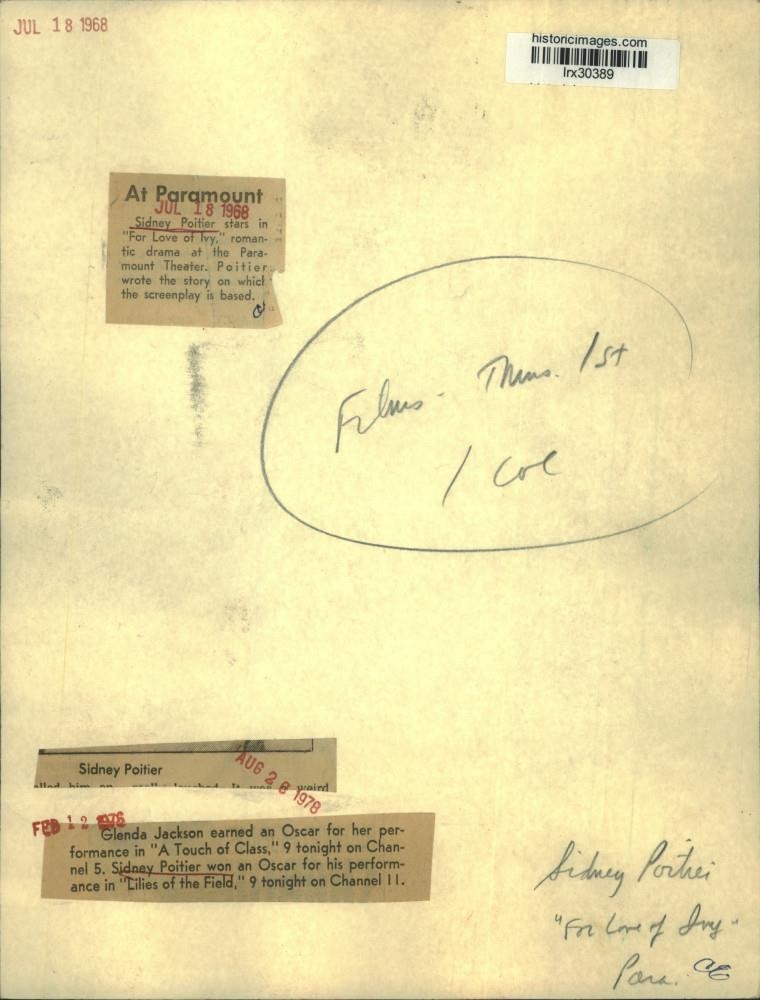 JUL 18 1968
historicimages.com
lrx30389
At Paramount
JUL 18 1968
Sidney Poitier stars in
"For Love of Ivy," roman-
tic drama at the Para-
mount Theater. Poitier
wrote the story on which
the screenplay is based.
Films - Thurs. 1st
1 col
Sidney Poitier
AUG 26 1978
weird
FEB 12 1976
Glenda Jackson earned an Oscar for her per-
formance in "A Touch of Class," 9 tonight on Chan-
nel 5. Sidney Poitier won an Oscar for his perform-
ance in "Lilies of the Field," 9 tonight on Channel 11.
Sidney Poitier
"For Love of Ivy"
Para. CE